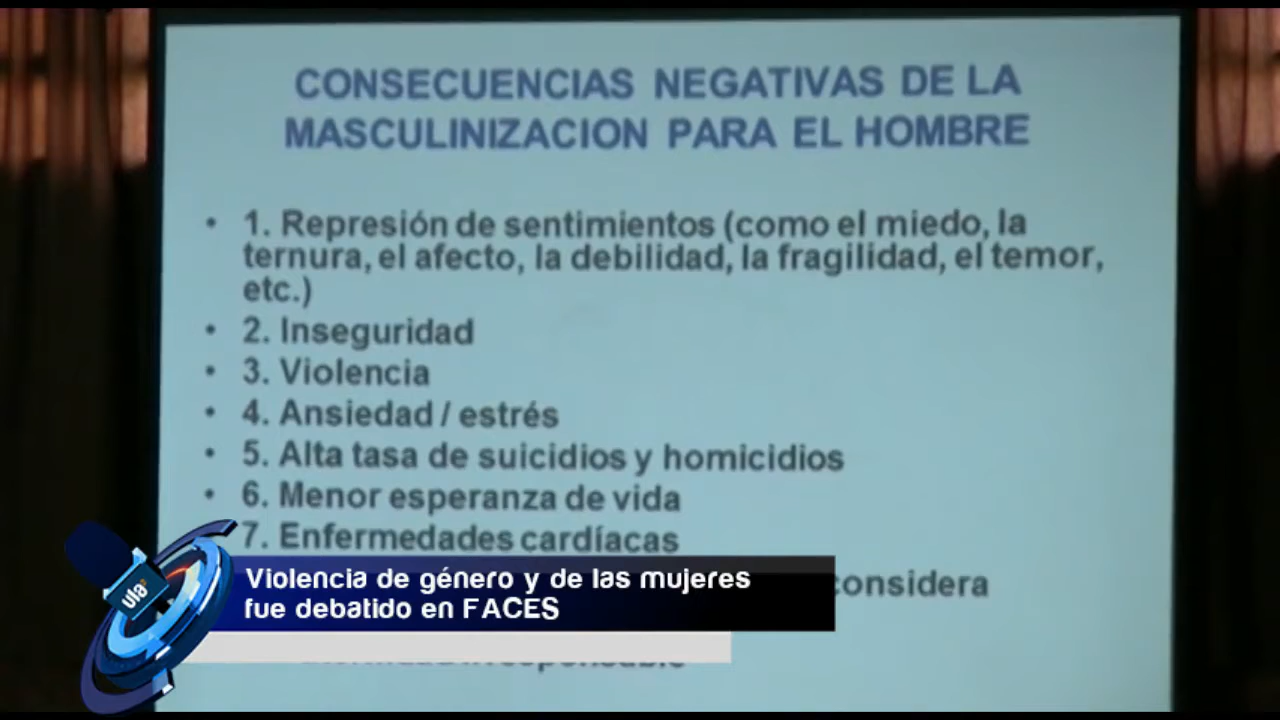 CONSECUENCIAS NEGATIVAS DE LA
MASCULINIZACION PARA EL HOMBRE
• 1. Represión de sentimientos (como el miedo, la
ternura, el afecto, la debilidad, la fragilidad, el temor,
etc.)
• 2. Inseguridad
• 3. Violencia
• 4. Ansiedad / estrés
• 5. Alta tasa de suicidios y homicidios
• 6. Menor esperanza de vida
7. Enfermedades cardíacas
considera
Violencia de género y de las mujeres
fue debatido en FACES
ula